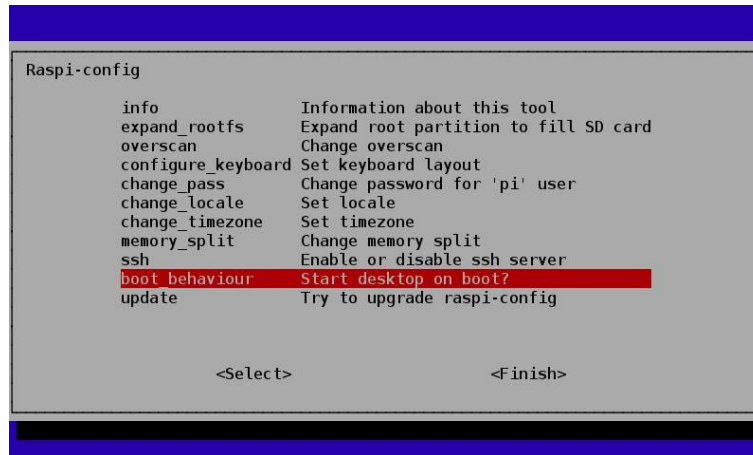 Raspi-config
info Information about this tool
expand_rootfs Expand root partition to fill SD card
overscan Change overscan
configure_keyboard Set keyboard layout
change_pass Change password for 'pi' user
change_locale Set locale
change_timezone Set timezone
memory_split Change memory split
ssh Enable or disable ssh server
boot_behaviour Start desktop on boot?
update Try to upgrade raspi-config
<Select> <Finish>